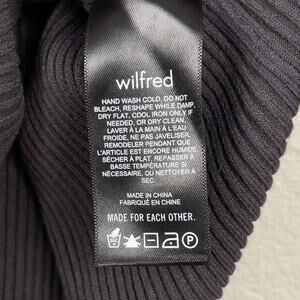 wilfred
HAND WASH COLD, DO NOT
BLEACH, RESHAPE WHILE DAMP,
DRY FLAT, COOL IRON ONLY IF
NEEDED, OR DRY CLEAN.
LAVER À LA MAIN À L'EAU
FROIDE, NE PAS JAVELISER,
REMODELER PENDANT QUE
L'ARTICLE EST ENCORE HUMIDE
SÉCHER À PLAT, REPASSER À
BASSE TEMPÉRATURE SI
NÉCESSAIRE, OU NETTOYER À
SEC
MADE IN CHINA
FABRIQUÉ EN CHINE
MADE FOR EACH OTHER.